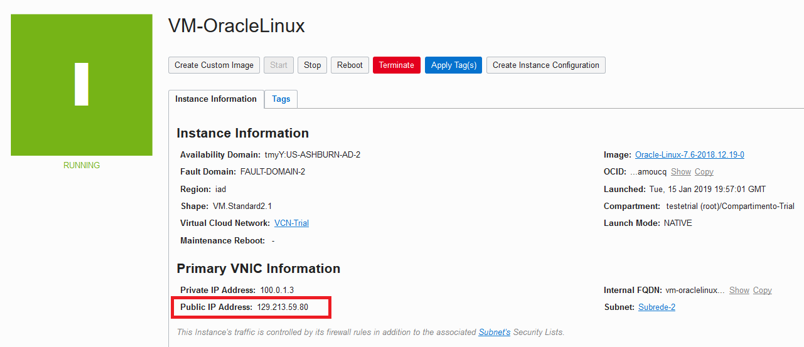 VM-OracleLinux
Create Custom Image Start Stop Reboot Terminate Apply Tag(s) Create Instance Configuration
Instance Information Tags
Instance Information
Availability Domain: tmyY:US-ASHBURN-AD-2 Image: Oracle-Linux-7.6-2018.12.19-0
Fault Domain: FAULT-DOMAIN-2 OCID: ...amoucq Show Copy
Region: iad Launched: Tue, 15 Jan 2019 19:57:01 GMT
Shape: VM.Standard2.1 Compartment: testetrial (root)/Compartimento-Trial
Virtual Cloud Network: VCN-Trial Launch Mode: NATIVE
Maintenance Reboot: -
Primary VNIC Information
Private IP Address: 100.0.1.3 Internal FQDN: vm-oraclelinux... Show Copy
Public IP Address: 129.213.59.80 Subnet: Subrede-2
This Instance's traffic is controlled by its firewall rules in addition to the associated Subnet's Security Lists.
I
RUNNING